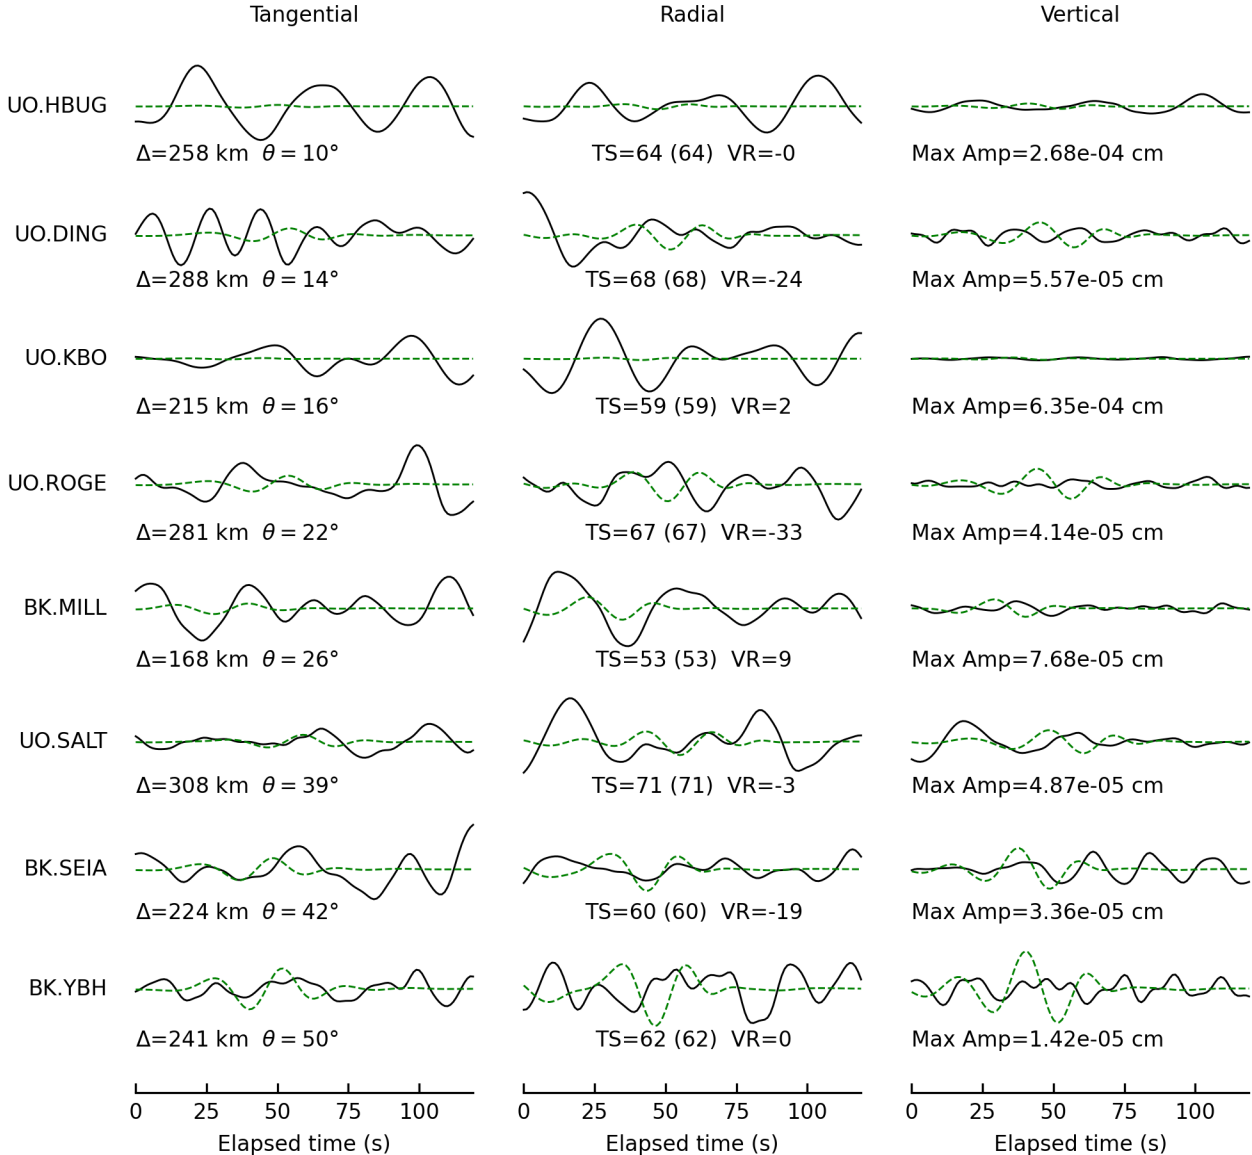 Tangential Radial Vertical
UO.HBUG
Δ=258 km θ = 10° TS=64 (64) VR=-0 Max Amp=2.68e-04 cm
UO.DING
Δ=288 km θ = 14° TS=68 (68) VR=-24 Max Amp=5.57e-05 cm
UO.KBO
Δ=215 km θ = 16° TS=59 (59) VR=2 Max Amp=6.35e-04 cm
UO.ROGE
Δ=281 km θ = 22° TS=67 (67) VR=-33 Max Amp=4.14e-05 cm
BK.MILL
Δ=168 km θ = 26° TS=53 (53) VR=9 Max Amp=7.68e-05 cm
UO.SALT
Δ=308 km θ = 39° TS=71 (71) VR=-3 Max Amp=4.87e-05 cm
BK.SEIA
Δ=224 km θ = 42° TS=60 (60) VR=-19 Max Amp=3.36e-05 cm
BK.YBH
Δ=241 km θ = 50° TS=62 (62) VR=0 Max Amp=1.42e-05 cm
0 25 50 75 100 0 25 50 75 100 0 25 50 75 100
Elapsed time (s) Elapsed time (s) Elapsed time (s)